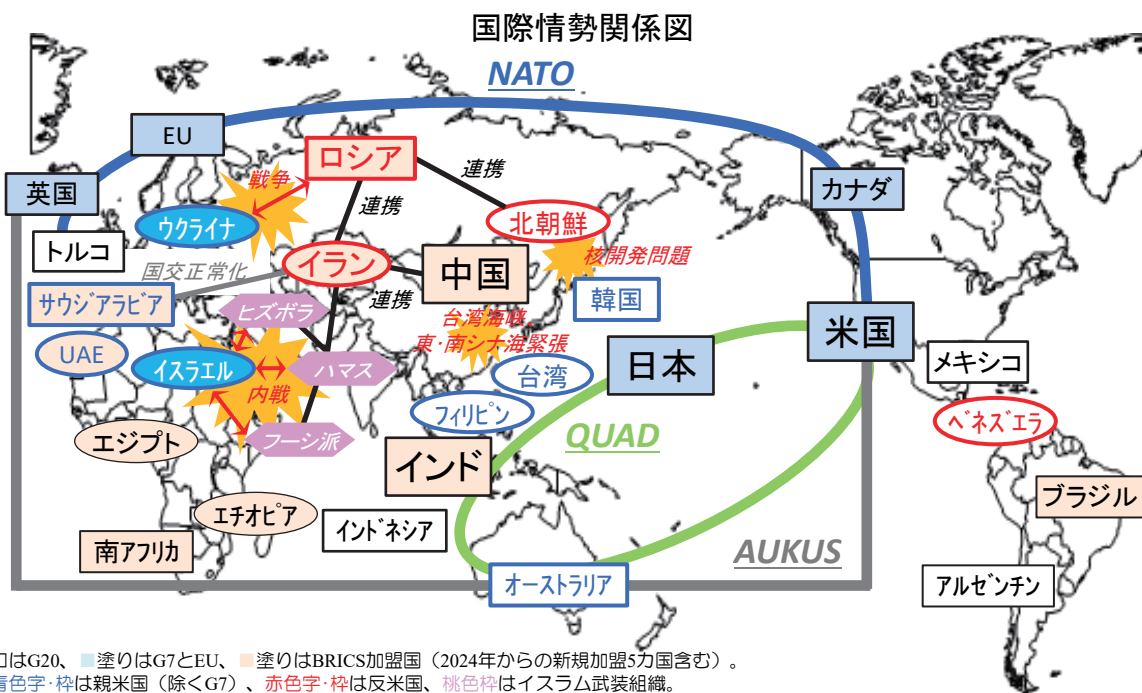 国際情勢関係図
NATO
EU
ロシア
連携
戦争
英国
カナダ
連携
ウクライナ
北朝鮮
トルコ
核開発問題
国交正常化
イラン
中国
サウジアラビア
連携
韓国
ヒズボラ
台湾海峡、
東・南シナ海緊張
米国
UAE
イスラエル
ハマス
日本
メキシコ
台湾
内戦
フィリピン
ベネズエラ
エジプト
フーシ派
QUAD
インド
ブラジル
エチオピア
インドネシア
南アフリカ
AUKUS
オーストラリア
アルゼンチン
口はG20、■塗りはG7とEU、■塗りはBRICS加盟国（2024年からの新規加盟5カ国含む）。
青色字・枠は親米国（除くG7）、赤色字・枠は反米国、桃色枠はイスラム武装組織。